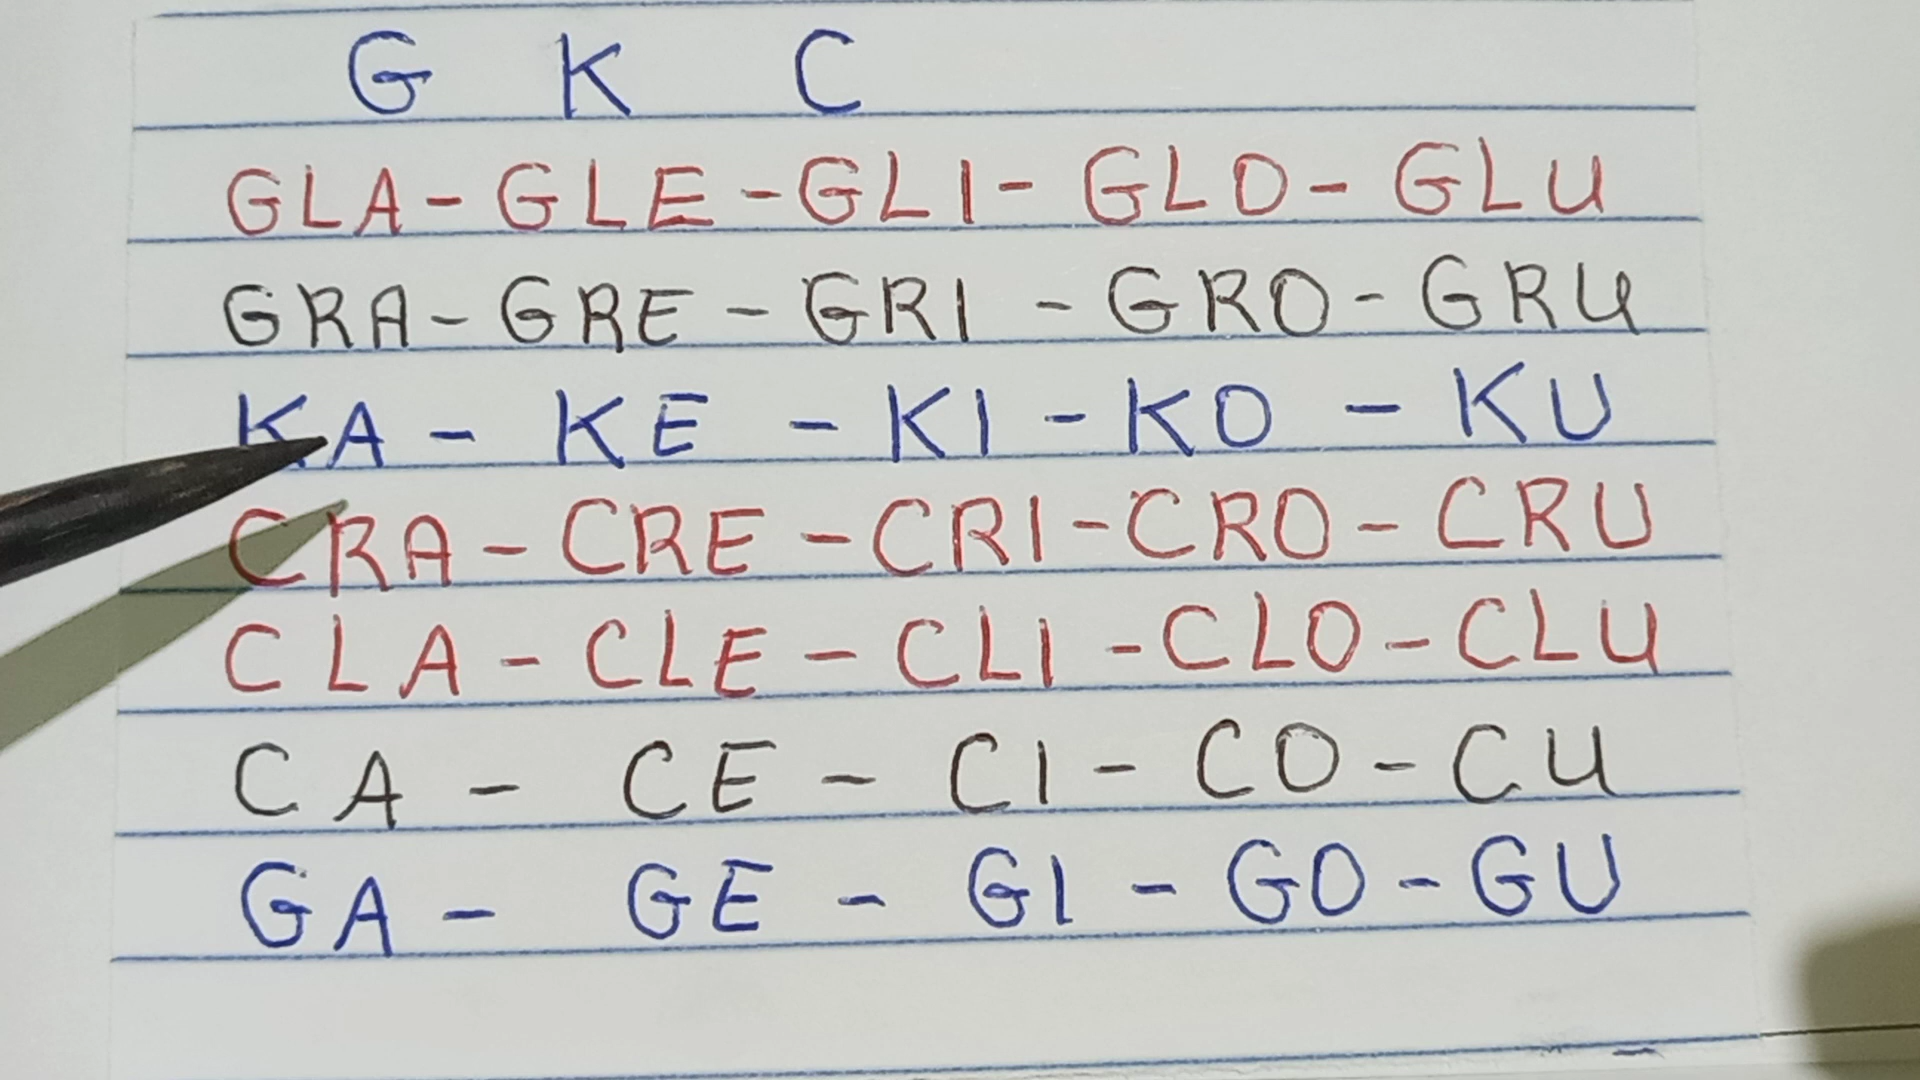 G K C
GLA - GLE - GLI - GLO - GLU
GRA - GRE - GRI - GRO - GRU
KA - KE - KI - KO - KU
CRA - CRE - CRI - CRO - CRU
CLA - CLE - CLI - CLO - CLU
CA - CE - CI - CO - CU
GA - GE - GI - GO - GU